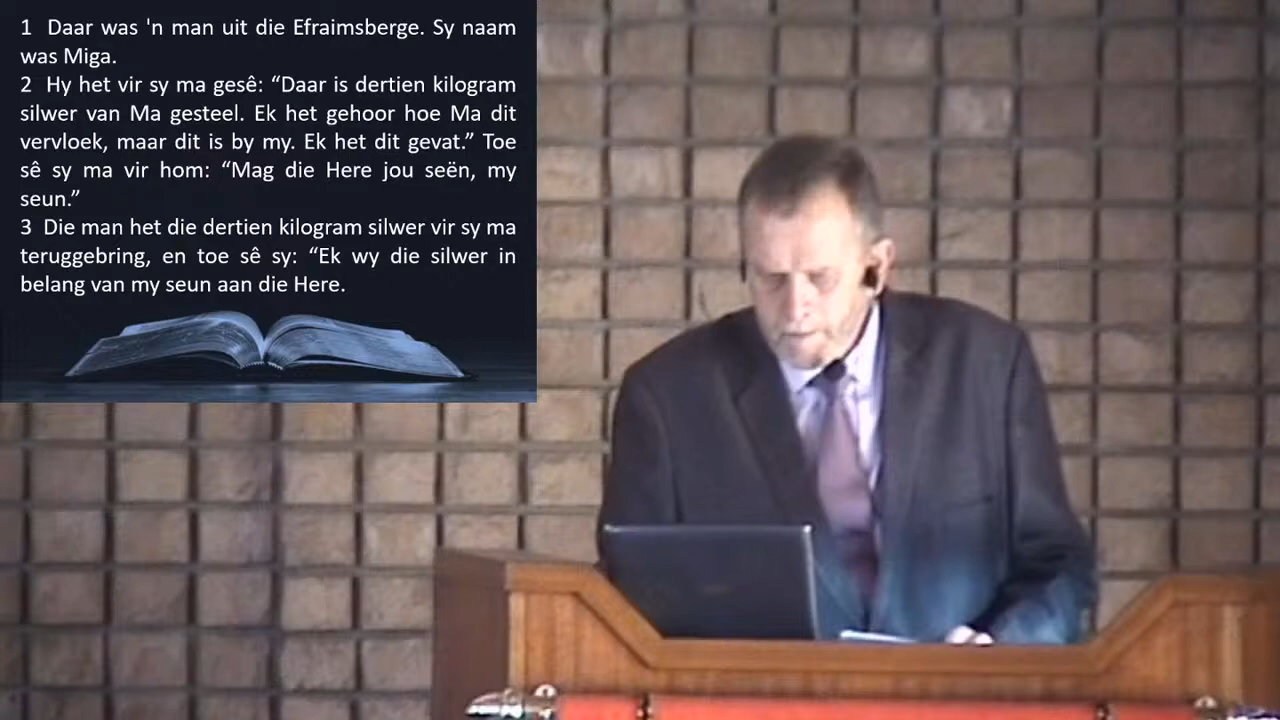 1 Daar was 'n man uit die Efraimsberge. Sy naam
was Miga.
2 Hy het vir sy ma gesê: “Daar is dertien kilogram
silwer van Ma gesteel. Ek het gehoor hoe Ma dit
vervloek, maar dit is by my. Ek het dit gevat.” Toe
sê sy ma vir hom: “Mag die Here jou seën, my
seun.”
3 Die man het die dertien kilogram silwer vir sy ma
teruggebring, en toe sê sy: “Ek wy die silwer in
belang van my seun aan die Here.